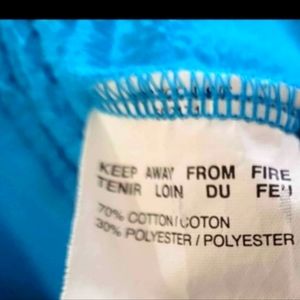 KEEP AWAY FROM FIRE
TENIR LOIN DU FEU
70% COTTON/COTON
30% POLYESTER / POLYESTER